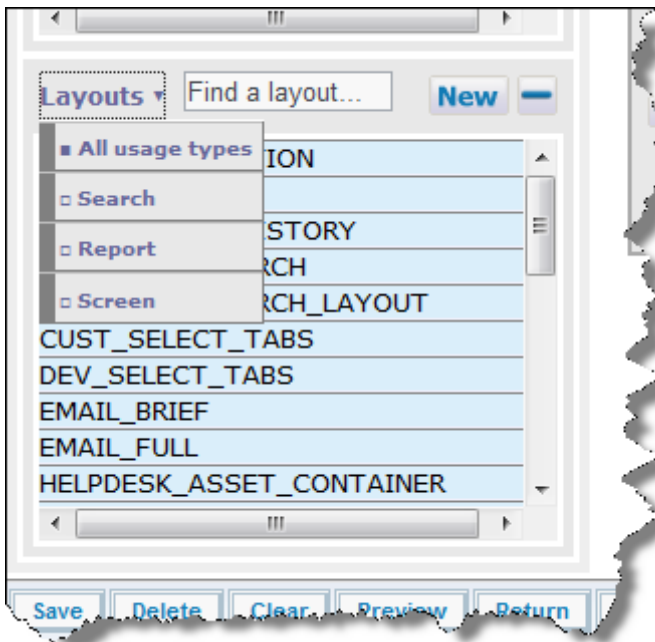 Layouts Find a layout... New
All usage types
TION
Search
STORY
Report
RCH
Screen
RCH_LAYOUT
CUST_SELECT_TABS
DEV_SELECT_TABS
EMAIL_BRIEF
EMAIL_FULL
HELPDESK_ASSET_CONTAINER
Save Delete Clear Preview Return